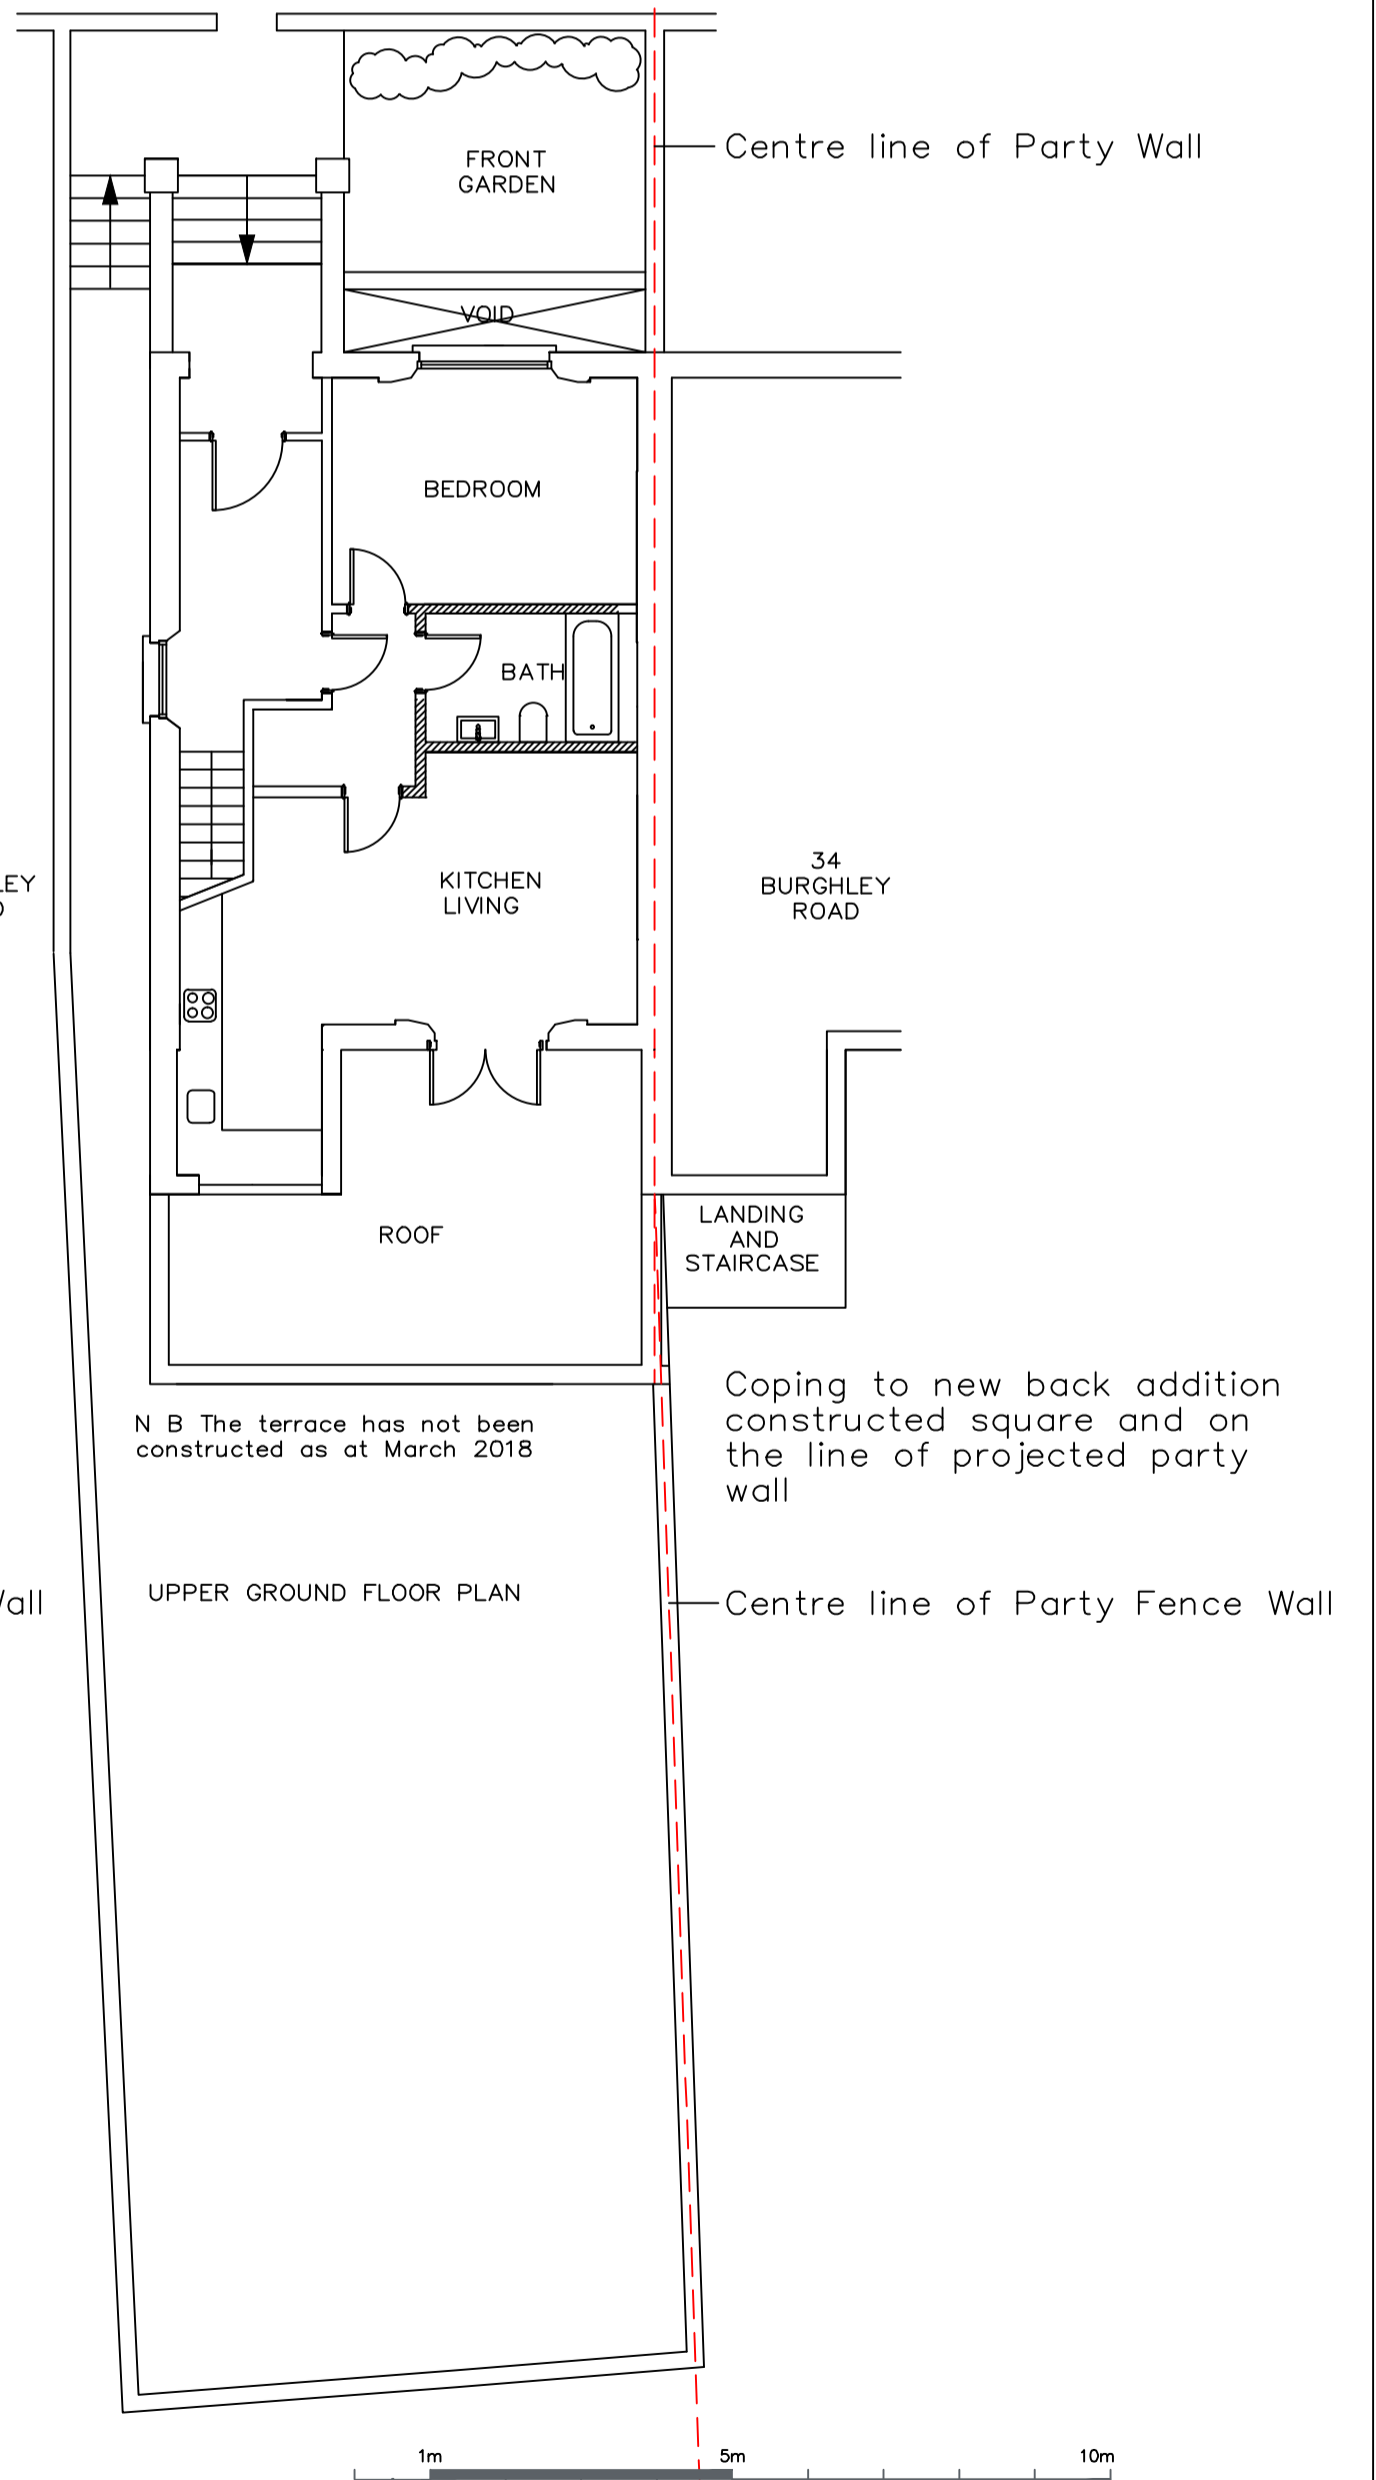 FRONT
GARDEN
Centre line of Party Wall
VOID
BEDROOM
BATH
KITCHEN
LIVING
34
BURGHLEY
ROAD
LEY
ROOF
LANDING
AND
STAIRCASE
Coping to new back addition
constructed square and on
the line of projected party
wall
N B The terrace has not been
constructed as at March 2018
UPPER GROUND FLOOR PLAN
Wall
Centre line of Party Fence Wall
1m
5m
10m